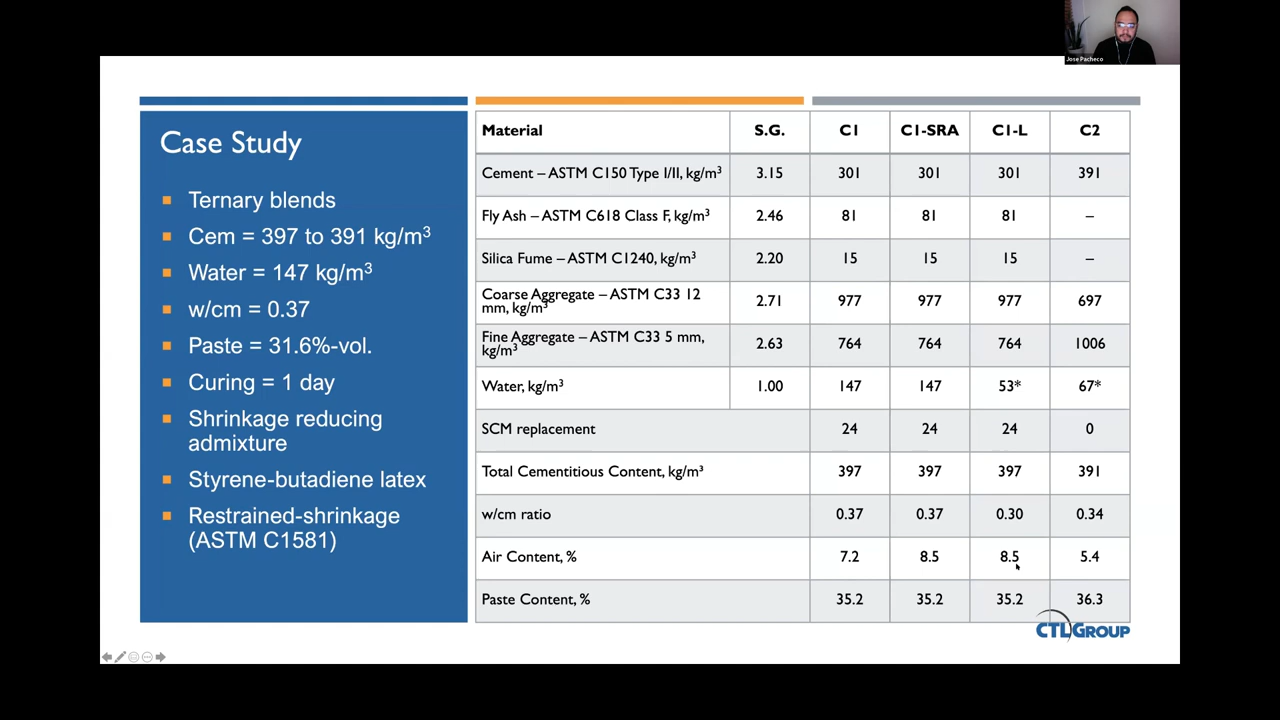 Jose Pacheco
Case Study
Ternary blends
Cem = 397 to 391 kg/m³
Water = 147 kg/m³
w/cm = 0.37
Paste = 31.6%-vol.
Curing = 1 day
Shrinkage reducing
admixture
Styrene-butadiene latex
Restrained-shrinkage
(ASTM C1581)
Material S.G. C1 C1-SRA C1-L C2
Cement – ASTM C150 Type I/II, kg/m³ 3.15 301 301 301 391
Fly Ash – ASTM C618 Class F, kg/m³ 2.46 81 81 81 –
Silica Fume – ASTM C1240, kg/m³ 2.20 15 15 15 –
Coarse Aggregate – ASTM C33 12
mm, kg/m³ 2.71 977 977 977 697
Fine Aggregate – ASTM C33 5 mm,
kg/m³ 2.63 764 764 764 1006
Water, kg/m³ 1.00 147 147 53* 67*
SCM replacement 24 24 24 0
Total Cementitious Content, kg/m³ 397 397 397 391
w/cm ratio 0.37 0.37 0.30 0.34
Air Content, % 7.2 8.5 8.5 5.4
Paste Content, % 35.2 35.2 35.2 36.3
CTLGROUP